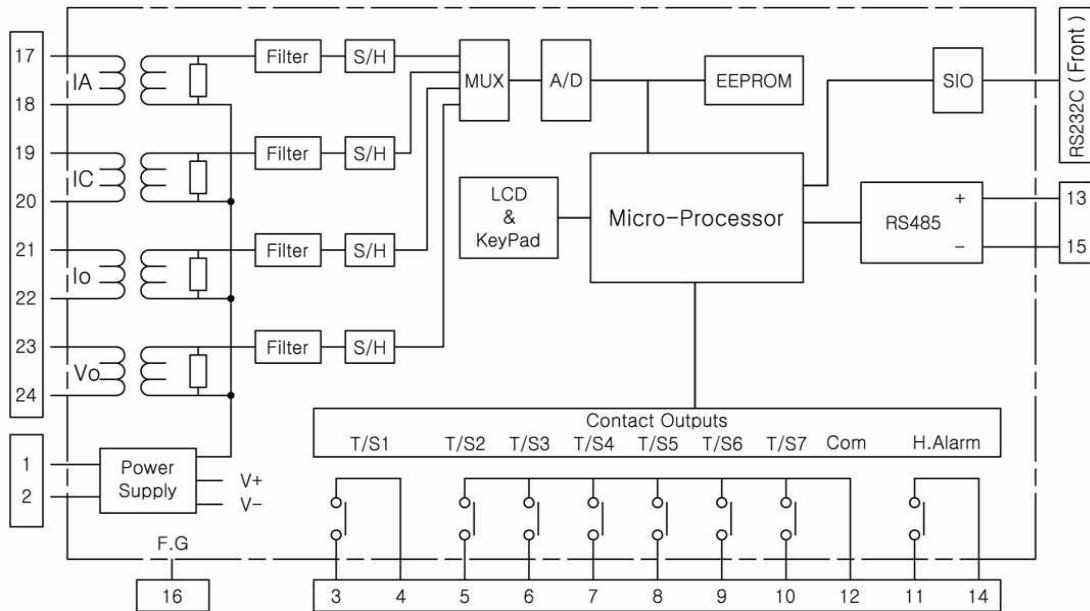 17
IA
18
Filter
S/H
MUX
A/D
EEPROM
SIO
RS232C ( Front )
19
IC
20
Filter
S/H
LCD
&
KeyPad
Micro-Processor
RS485
+
−
13
15
21
Io
22
Filter
S/H
23
Vo
24
Filter
S/H
Contact Outputs
T/S1 T/S2 T/S3 T/S4 T/S5 T/S6 T/S7 Com H.Alarm
1
2
Power
Supply
V+
V-
F.G
16
3 4 5 6 7 8 9 10 12 11 14